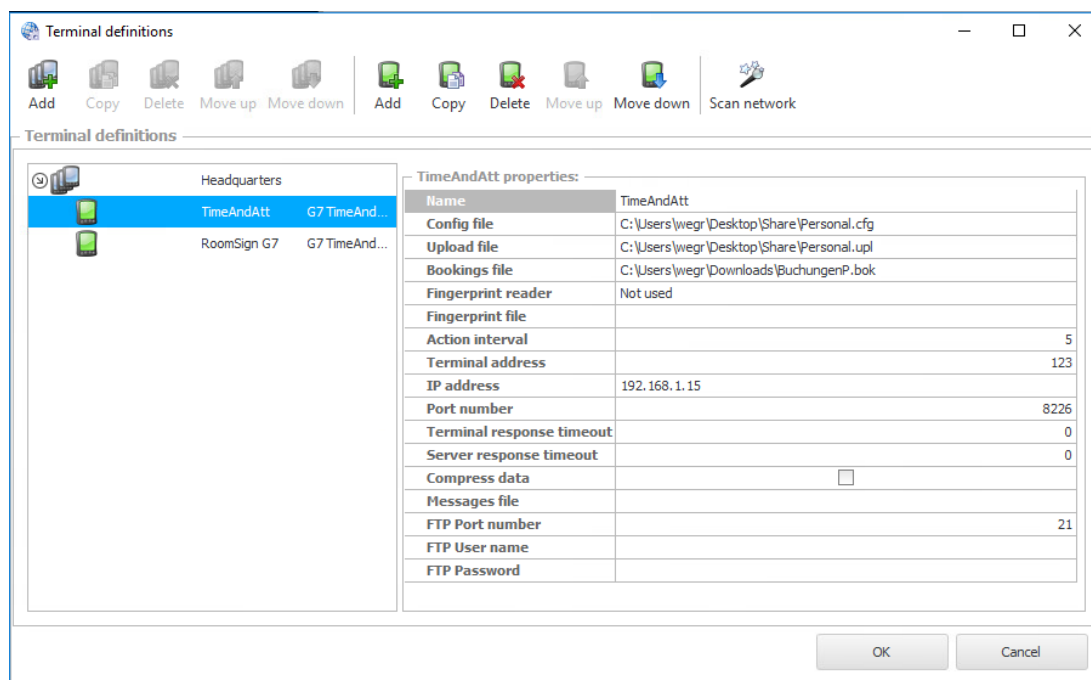 Terminal definitions
Add Copy Delete Move up Move down Add Copy Delete Move up Move down Scan network
Terminal definitions
Headquarters
TimeAndAtt G7 TimeAnd...
RoomSign G7 G7 TimeAnd...
TimeAndAtt properties:
Name TimeAndAtt
Config file C:\Users\wegr\Desktop\Share\Personal.cfg
Upload file C:\Users\wegr\Desktop\Share\Personal.upl
Bookings file C:\Users\wegr\Downloads\BuchungenP.bok
Fingerprint reader Not used
Fingerprint file
Action interval 5
Terminal address 123
IP address 192.168.1.15
Port number 8226
Terminal response timeout 0
Server response timeout 0
Compress data
Messages file
FTP Port number 21
FTP User name
FTP Password
OK Cancel